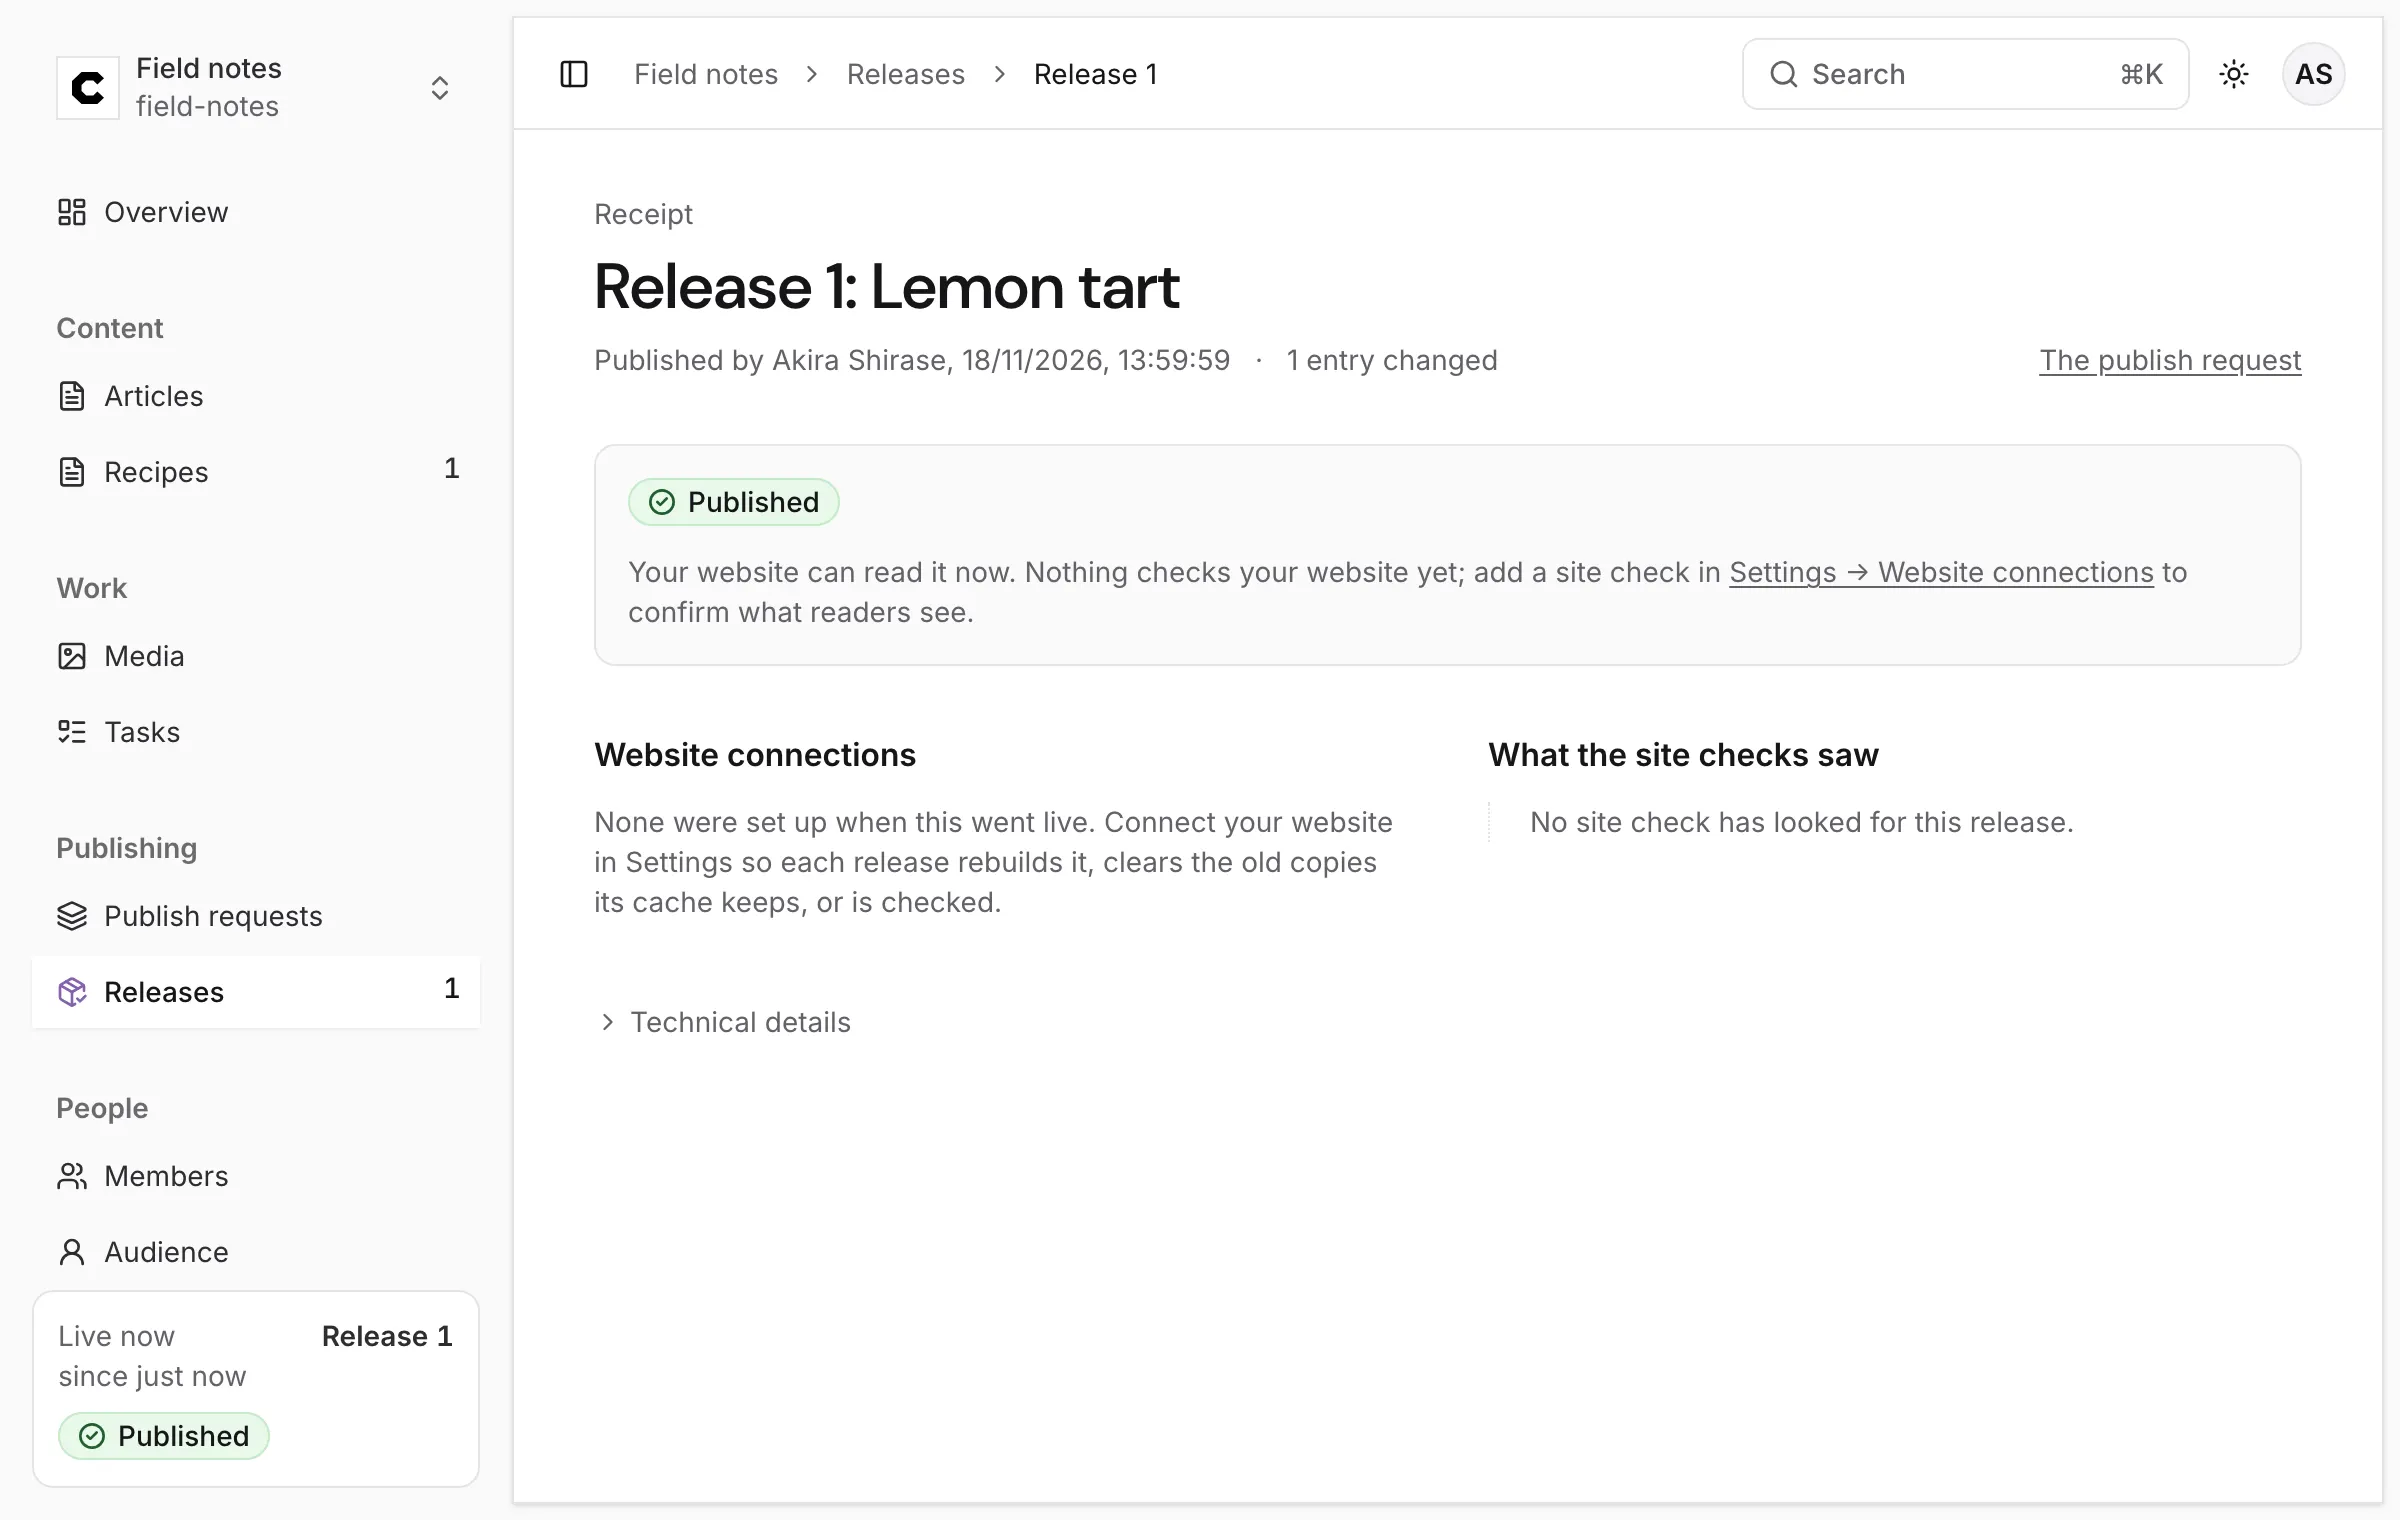 Field notes
field-notes
Overview
Content
Articles
Recipes 1
Work
Media
Tasks
Publishing
Publish requests
Releases 1
People
Members
Audience
Live now Release 1
since just now
Published
Field notes > Releases > Release 1
Search ⌘K
AS
Receipt
Release 1: Lemon tart
Published by Akira Shirase, 18/11/2026, 13:59:59 · 1 entry changed
The publish request
Published
Your website can read it now. Nothing checks your website yet; add a site check in Settings → Website connections to
confirm what readers see.
Website connections
None were set up when this went live. Connect your website
in Settings so each release rebuilds it, clears the old copies
its cache keeps, or is checked.
What the site checks saw
No site check has looked for this release.
Technical details